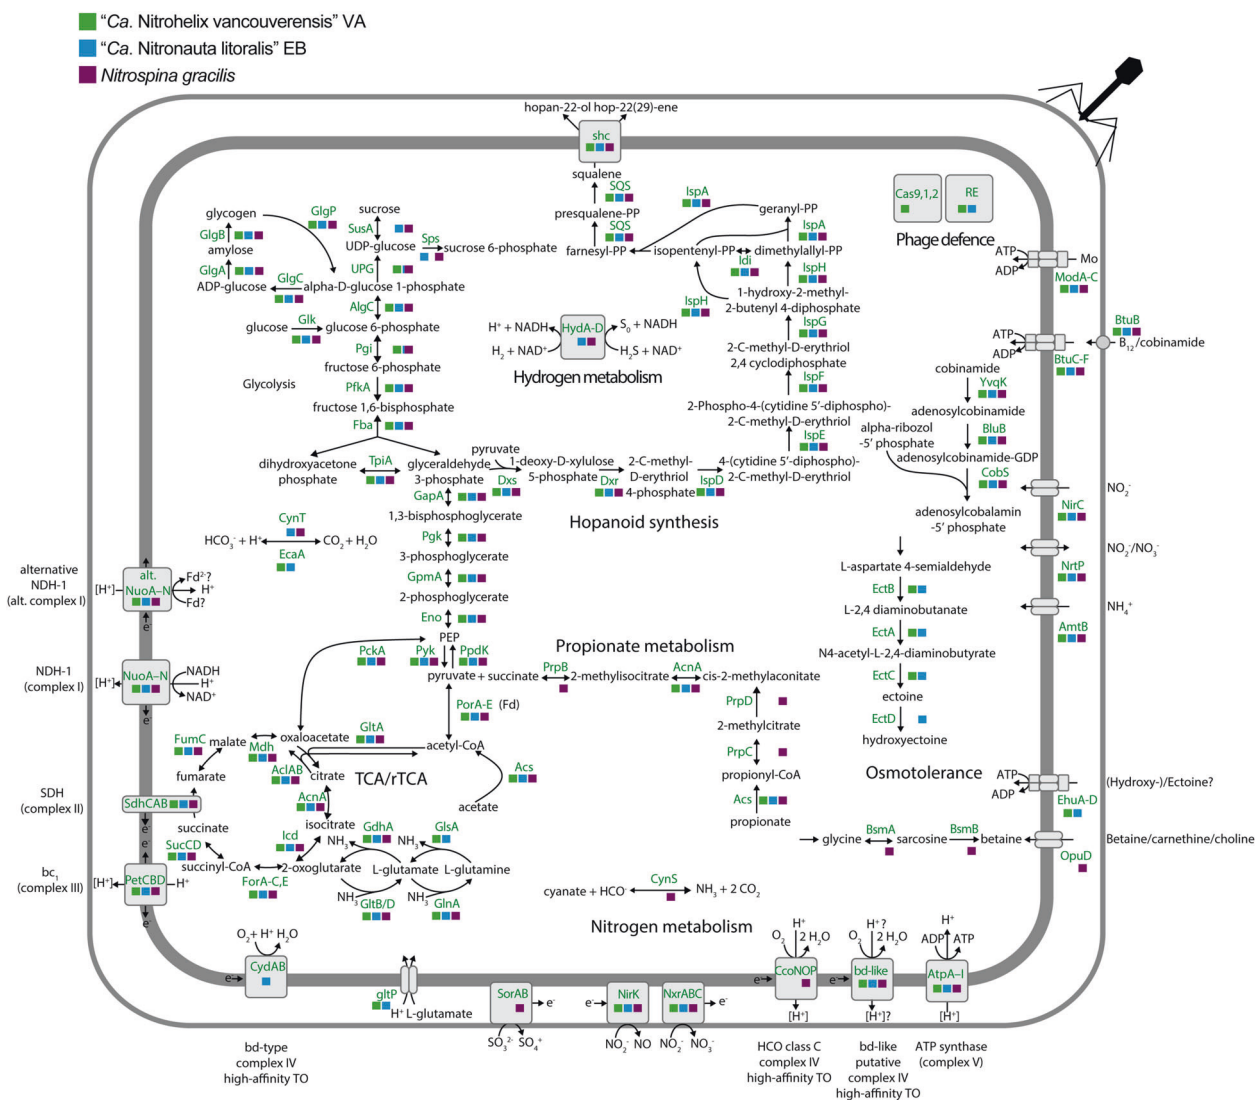 "Ca. Nitrohelix vancouverensis" VA
"Ca. Nitronauta litoralis" EB
Nitrospina gracilis
hopan-22-ol hop-22(29)-ene
shc
squalene
SQS
presqualene-PP
SQS
farnesyl-PP
IspA
geranyl-PP
IspA
isopentenyl-PP
dimethylallyl-PP
Idi
IspH
IspH
1-hydroxy-2-methyl-
2-butenyl 4-diphosphate
IspG
2-C-methyl-D-erythriol
2,4 cyclodiphosphate
IspF
2-Phospho-4-(cytidine 5'-diphospho)-
2-C-methyl-D-erythriol
IspE
4-(cytidine 5'-diphospho)-
2-C-methyl-D-erythriol
IspD
2-C-methyl-
D-erythriol
4-phosphate
Dxr
1-deoxy-D-xylulose
5-phosphate
Dxs
pyruvate
Hopanoid synthesis
glycogen
GlgP
GlgB
amylose
GlgA
GlgC
ADP-glucose
alpha-D-glucose 1-phosphate
sucrose
SusA
UDP-glucose
Sps
sucrose 6-phosphate
UPG
AlgC
glucose
Glk
glucose 6-phosphate
Pgi
fructose 6-phosphate
Glycolysis
PfkA
fructose 1,6-bisphosphate
Fba
dihydroxyacetone
phosphate
TpiA
glyceraldehyde
3-phosphate
GapA
1,3-bisphosphoglycerate
Pgk
3-phosphoglycerate
GpmA
2-phosphoglycerate
Eno
PEP
PckA
Pyk
PpdK
pyruvate + succinate
PorA-E (Fd)
acetyl-CoA
Acs
acetate
H⁺ + NADH
HydA-D
S₀ + NADH
H₂ + NAD⁺
H₂S + NAD⁺
Hydrogen metabolism
Cas9,1,2
RE
Phage defence
ATP
ADP
Mo
ModA-C
BtuB
ATP
ADP
B₁₂/cobinamide
BtuC-F
cobinamide
YvqK
adenosylcobinamide
alpha-ribozol
-5' phosphate
BluB
adenosylcobinamide-GDP
CobS
adenosylcobalamin
-5' phosphate
NO₂⁻
NirC
NO₂⁻/NO₃⁻
NrtP
NH₄⁺
AmtB
L-aspartate 4-semialdehyde
EctB
L-2,4 diaminobutanate
EctA
N4-acetyl-L-2,4-diaminobutyrate
EctC
ectoine
EctD
hydroxyectoine
Osmotolerance
ATP
ADP
(Hydroxy-)/Ectoine?
EhuA-D
glycine
BsmA
sarcosine
BsmB
betaine
Betaine/carnethine/choline
OpuD
CynT
HCO₃⁻ + H⁺
CO₂ + H₂O
EcaA
alternative
NDH-1
(alt. complex I)
[H⁺]
alt.
NuoA–N
Fd²⁻?
H⁺
Fd?
e⁻
NDH-1
(complex I)
[H⁺]
NuoA–N
NADH
H⁺
NAD⁺
e⁻
SDH
(complex II)
SdhCAB
e⁻
bc₁
(complex III)
e⁻
[H⁺]
PetCBD
H⁺
e⁻
Propionate metabolism
PrpB
2-methylisocitrate
AcnA
cis-2-methylaconitate
PrpD
2-methylcitrate
PrpC
propionyl-CoA
Acs
propionate
FumC
malate
Mdh
oxaloacetate
GltA
AclAB
citrate
TCA/rTCA
fumarate
AcnA
isocitrate
succinate
SucCD
Icd
succinyl-CoA
2-oxoglutarate
ForA-C,E
NH₃
GdhA
NH₃
GlsA
L-glutamate
L-glutamine
NH₃
GltB/D
NH₃
GlnA
cyanate + HCO⁻
CynS
NH₃ + 2 CO₂
Nitrogen metabolism
O₂ + H⁺ H₂O
e⁻
CydAB
bd-type
complex IV
high-affinity TO
gltP
H⁺ L-glutamate
SorAB
e⁻
SO₃²⁻ SO₄⁺
e⁻
NirK
NO₂⁻ NO
NxrABC
e⁻
NO₂⁻ NO₃⁻
H⁺
O₂ 2 H₂O
e⁻
CcoNOP
[H⁺]
HCO class C
complex IV
high-affinity TO
H⁺?
O₂ 2 H₂O
e⁻
bd-like
[H⁺]?
bd-like
putative
complex IV
high-affinity TO
H⁺
ADP ATP
AtpA–I
[H⁺]
ATP synthase
(complex V)